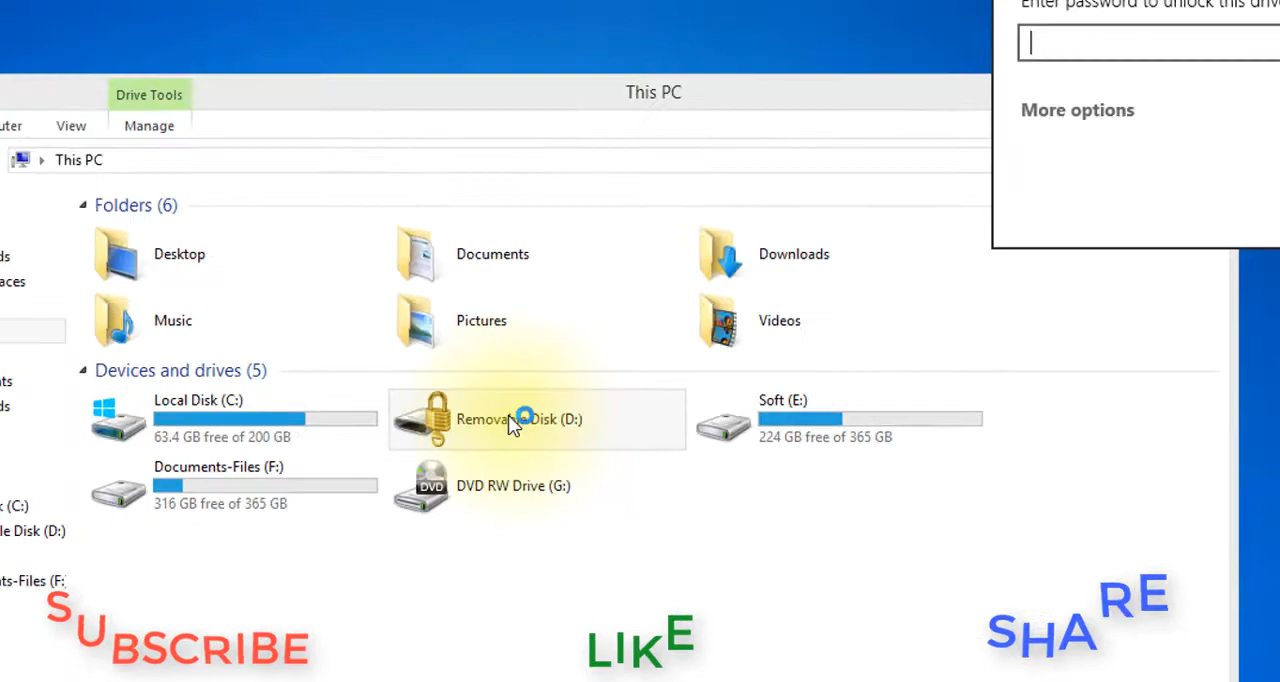 Enter password to unlock this drive
Drive Tools
This PC
uter
View
Manage
More options
This PC
Folders (6)
ds
aces
Desktop
Documents
Downloads
Music
Pictures
Videos
Devices and drives (5)
nts
ds
Local Disk (C:)
63.4 GB free of 200 GB
Removable Disk (D:)
Soft (E:)
224 GB free of 365 GB
Documents-Files (F:)
316 GB free of 365 GB
DVD
DVD RW Drive (G:)
k (C:)
le Disk (D:)
ts-Files (F:
SUBSCRIBE
LIKE
SHARE